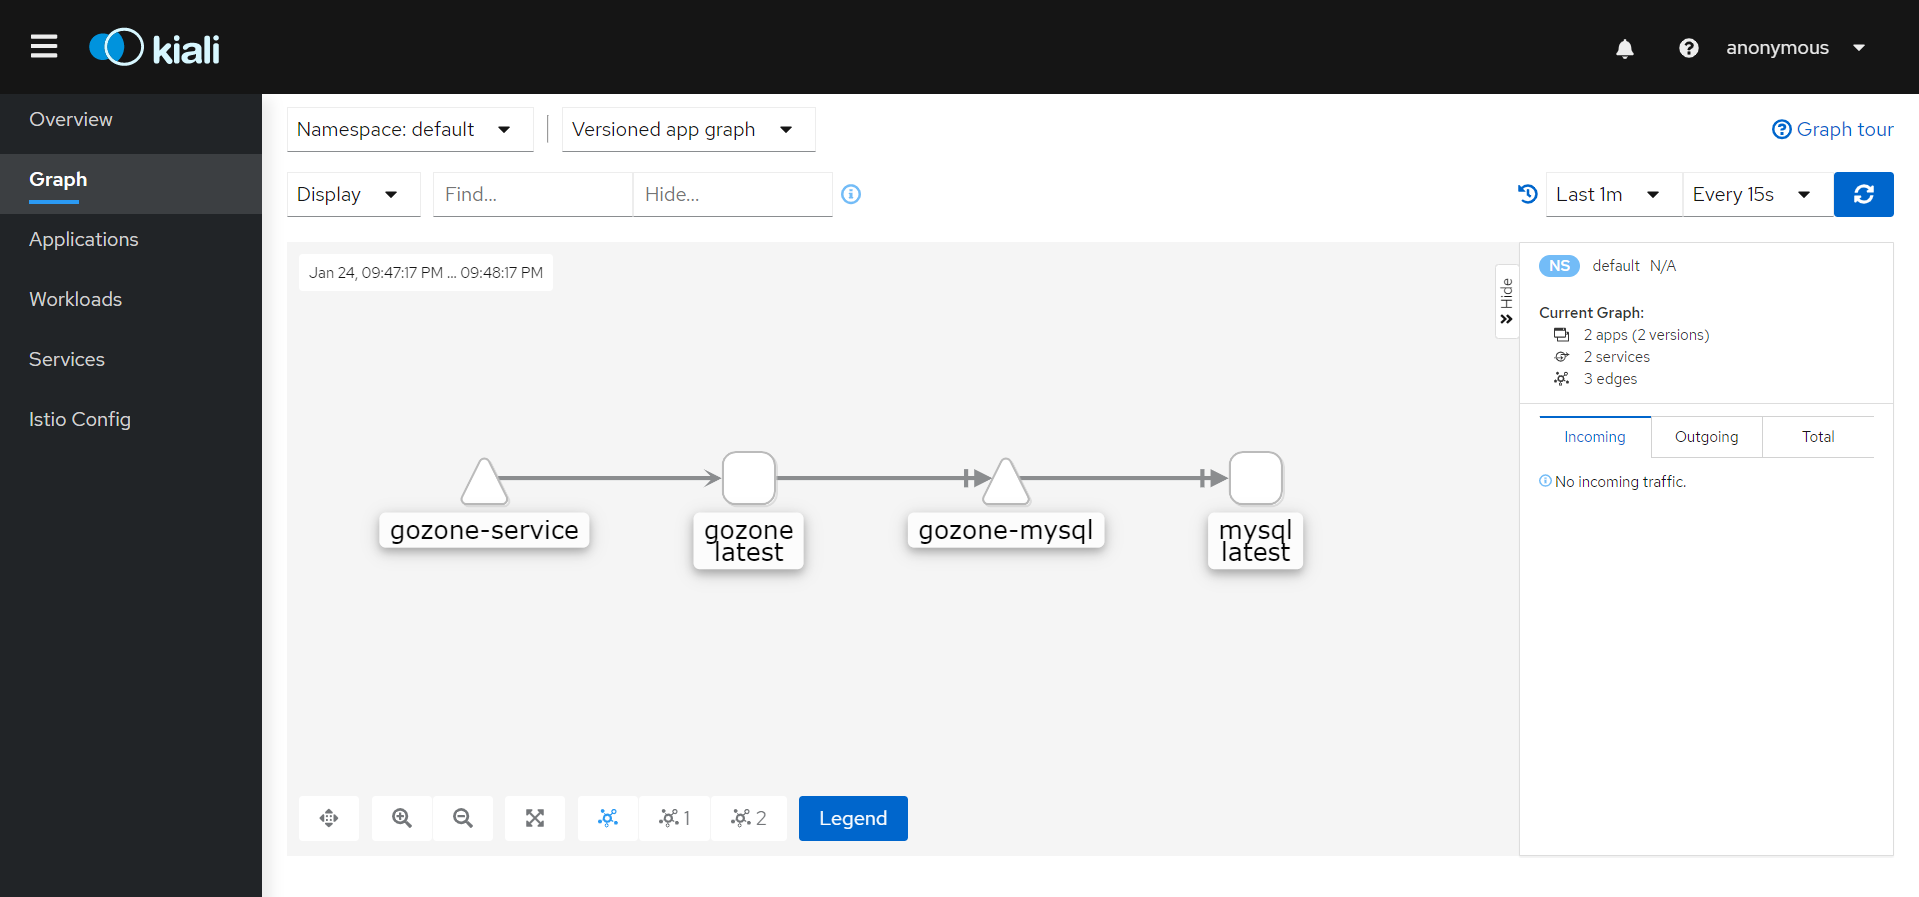 kiali
anonymous
Overview
Graph
Applications
Workloads
Services
Istio Config
Namespace: default
Versioned app graph
Graph tour
Display
Find...
Hide...
Last 1m
Every 15s
Jan 24, 09:47:17 PM ... 09:48:17 PM
Hide
gozone-service
gozone
latest
gozone-mysql
mysql
latest
1
2
Legend
NS default N/A
Current Graph:
2 apps (2 versions)
2 services
3 edges
Incoming
Outgoing
Total
No incoming traffic.